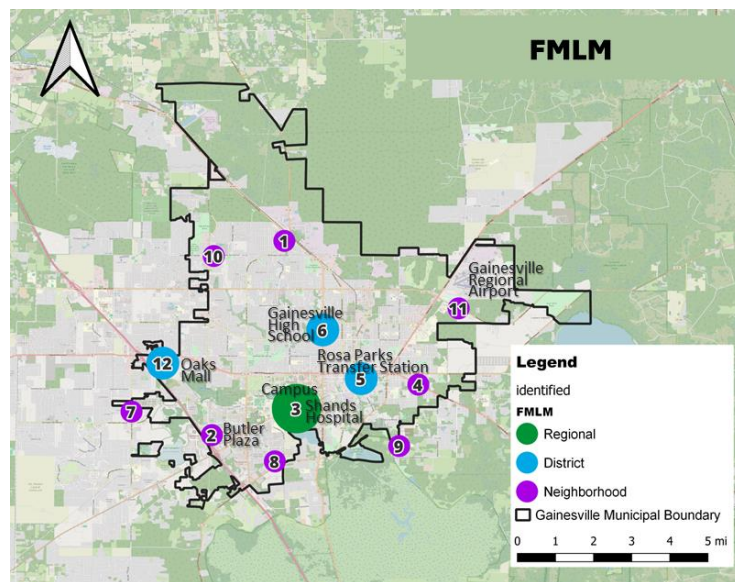 FMLM
1
10
Gainesville
Regional
Airport
11
Gainesville
High
School
6
Rosa Parks
Transfer Station
12
Oaks
Mall
5
4
Campus
3
Shands
Hospital
7
Butler
Plaza
2
8
9
Legend
identified
FMLM
Regional
District
Neighborhood
Gainesville Municipal Boundary
0 1 2 3 4 5 mi